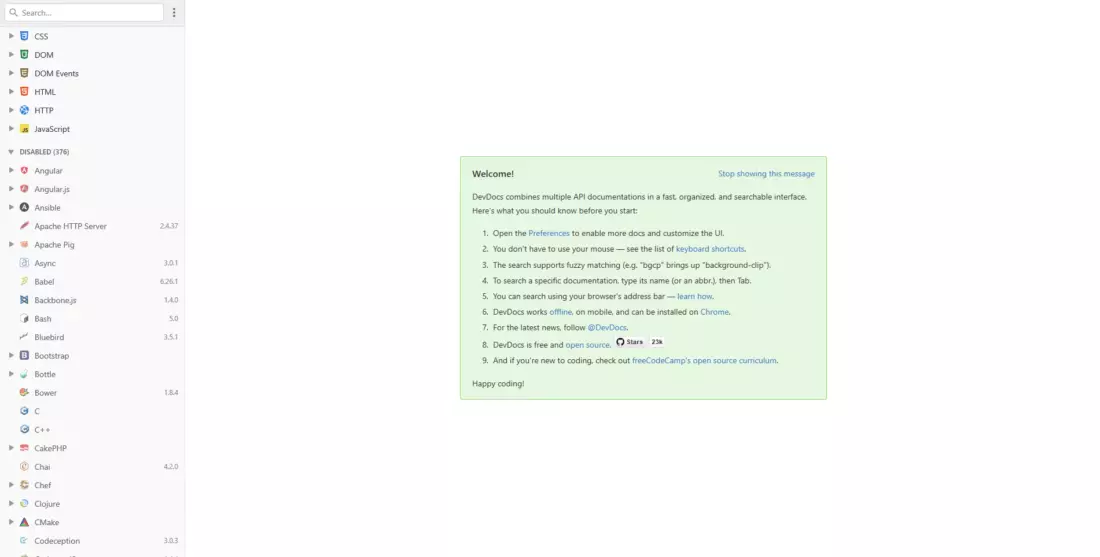 Search...
CSS
DOM
DOM Events
HTML
HTTP
JavaScript
DISABLED (376)
Angular
Angular.js
Ansible
Apache HTTP Server 2.4.37
Apache Pig
Async 3.0.1
Babel 6.26.1
Backbone.js 1.4.0
Bash 5.0
Bluebird 3.5.1
Bootstrap
Bottle
Bower 1.8.4
C
C++
CakePHP
Chai 4.2.0
Chef
Clojure
CMake
Codeception 3.0.3
Welcome! Stop showing this message
DevDocs combines multiple API documentations in a fast, organized, and searchable interface.
Here's what you should know before you start:
1. Open the Preferences to enable more docs and customize the UI.
2. You don't have to use your mouse — see the list of keyboard shortcuts.
3. The search supports fuzzy matching (e.g. "bgcp" brings up "background-clip").
4. To search a specific documentation, type its name (or an abbr.), then Tab.
5. You can search using your browser's address bar — learn how.
6. DevDocs works offline, on mobile, and can be installed on Chrome.
7. For the latest news, follow @DevDocs.
8. DevDocs is free and open source. Stars 23k
9. And if you're new to coding, check out freeCodeCamp's open source curriculum.
Happy coding!